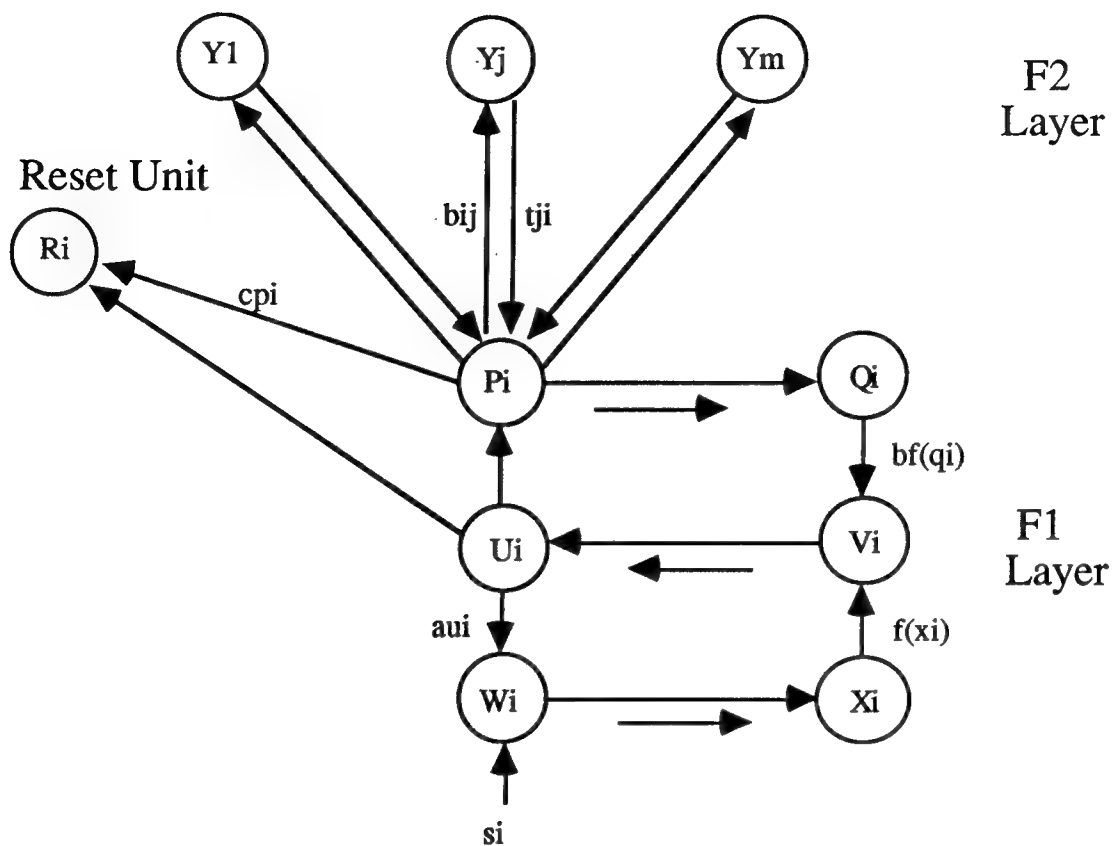 Y1
Yj
Ym
F2
Layer
Reset Unit
Ri
bij
tji
cpi
Pi
Qi
bf(qi)
Ui
Vi
F1
Layer
aui
f(xi)
Wi
Xi
si